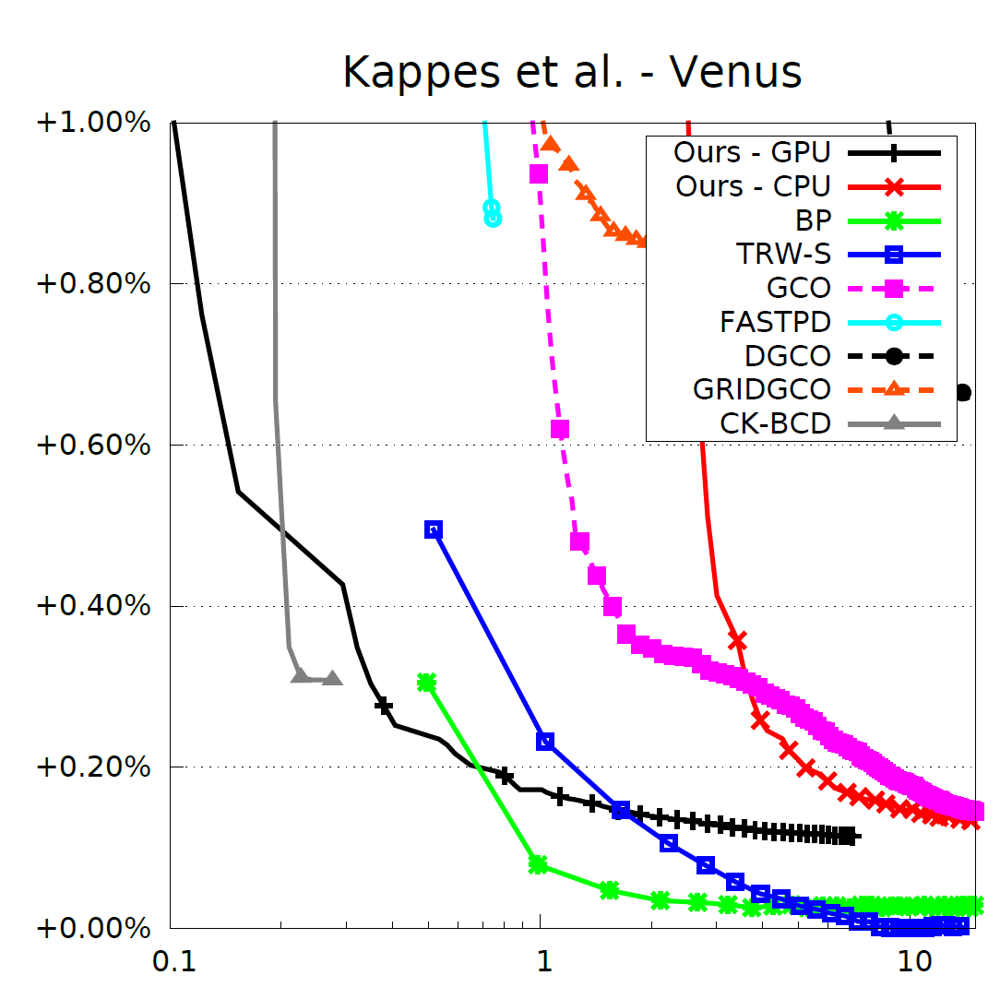 Kappes et al. - Venus
+1.00%
+0.80%
+0.60%
+0.40%
+0.20%
+0.00%
Ours - GPU
Ours - CPU
BP
TRW-S
GCO
FASTPD
DGCO
GRIDGCO
CK-BCD
0.1
1
10